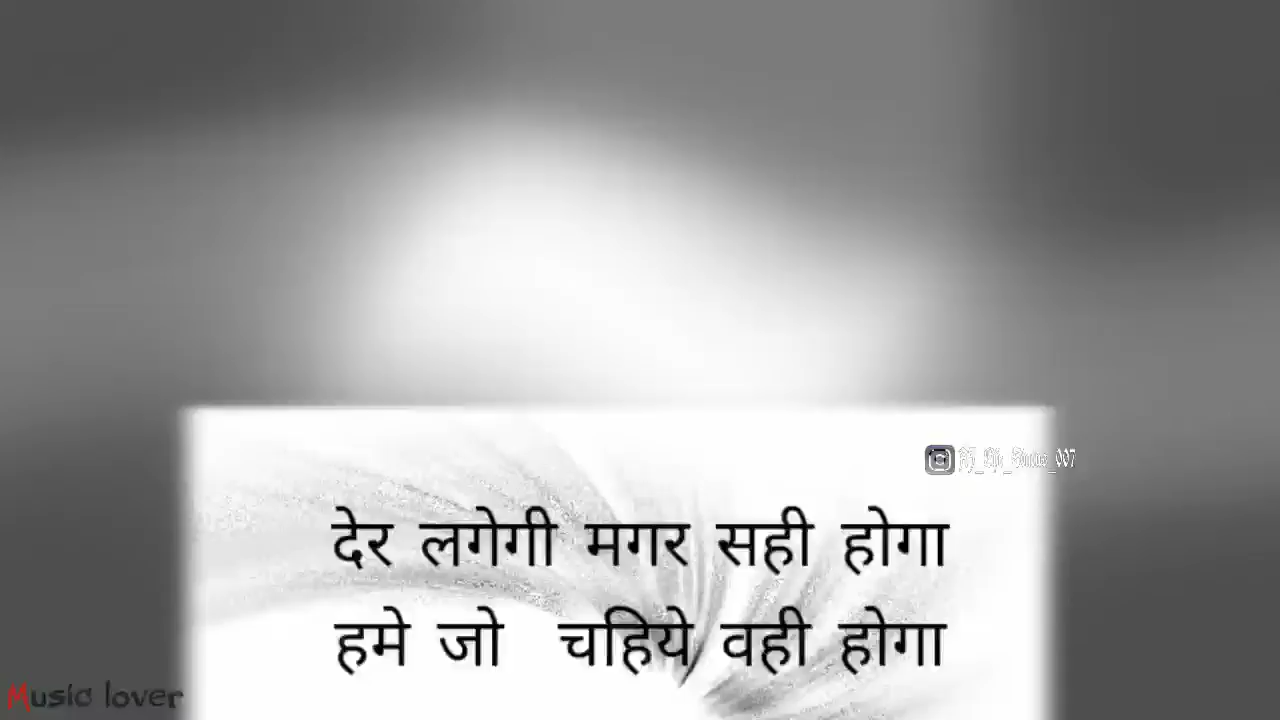 देर लगेगी मगर सही होगा
हमे जो चहिये वही होगा
Music lover